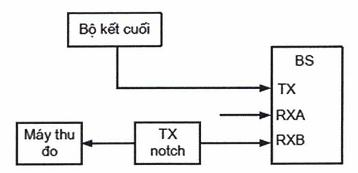 Bộ kết cuối
BS
TX
RXA
RXB
Máy thu
đo
TX
notch